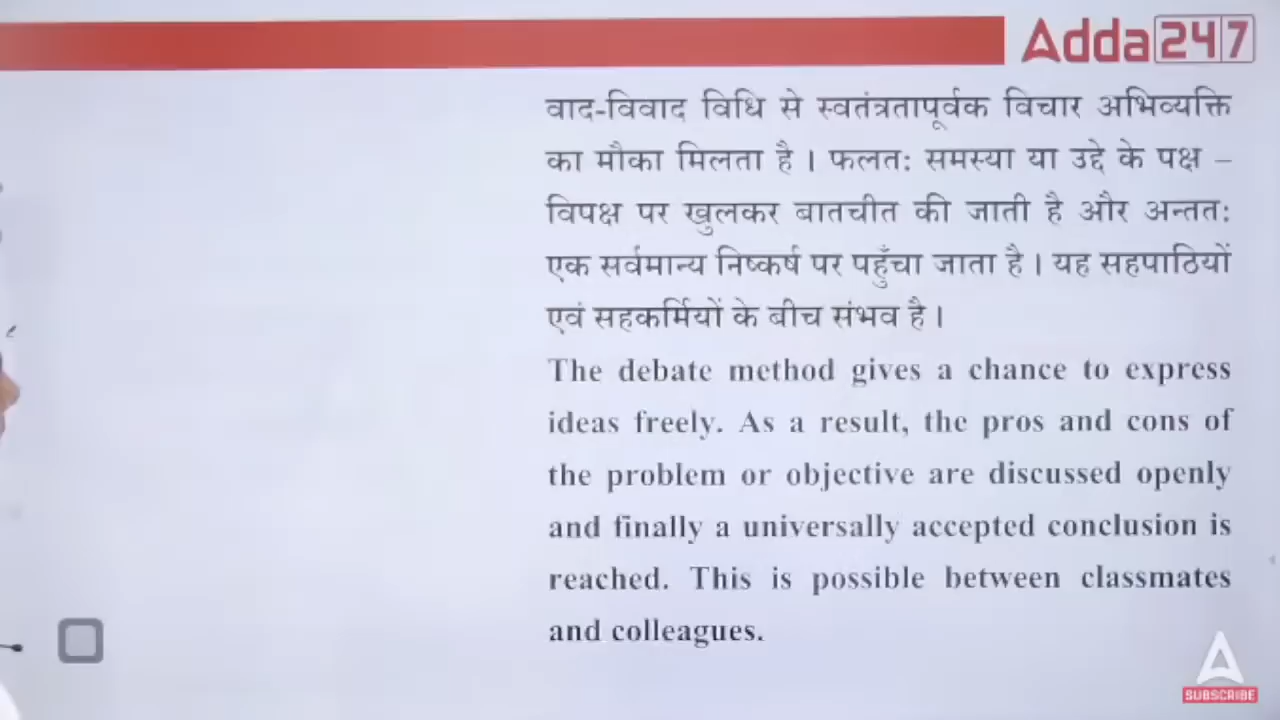 Adda247
वाद-विवाद विधि से स्वतंत्रतापूर्वक विचार अभिव्यक्ति
का मौका मिलता है । फलतः समस्या या उद्दे के पक्ष –
विपक्ष पर खुलकर बातचीत की जाती है और अन्ततः
एक सर्वमान्य निष्कर्ष पर पहुँचा जाता है । यह सहपाठियों
एवं सहकर्मियों के बीच संभव है ।
The debate method gives a chance to express
ideas freely. As a result, the pros and cons of
the problem or objective are discussed openly
and finally a universally accepted conclusion is
reached. This is possible between classmates
and colleagues.
SUBSCRIBE